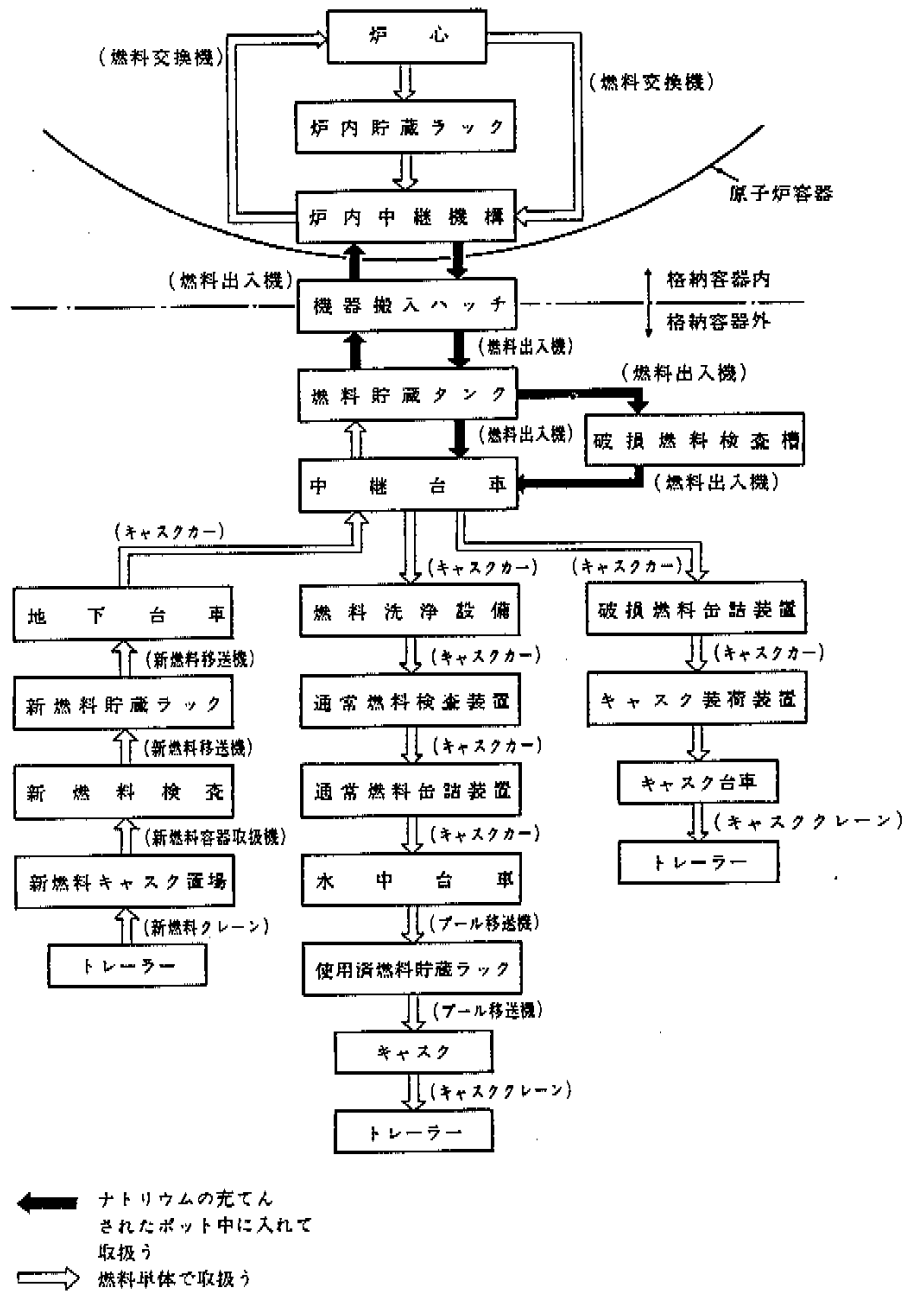 炉心
(燃料交換機)
(燃料交換機)
炉内貯蔵ラック
原子炉容器
炉内中継機構
(燃料出入機)
格納容器内
機器搬入ハッチ
格納容器外
(燃料出入機)
(燃料出入機)
燃料貯蔵タンク
(燃料出入機)
破損燃料検査槽
(燃料出入機)
中継台車
(キャスクカー)
(キャスクカー)
(キャスクカー)
地下台車
燃料洗浄設備
破損燃料缶詰装置
(新燃料移送機)
(キャスクカー)
(キャスクカー)
新燃料貯蔵ラック
通常燃料検査装置
キャスク装荷装置
(新燃料移送機)
(キャスクカー)
新燃料検査
通常燃料缶詰装置
キャスク台車
(新燃料容器取扱機)
(キャスクカー)
(キャスククレーン)
新燃料キャスク置場
水中台車
トレーラー
(新燃料クレーン)
(プール移送機)
トレーラー
使用済燃料貯蔵ラック
(プール移送機)
キャスク
(キャスククレーン)
トレーラー
ナトリウムの充てん
されたポット中に入れて
取扱う
燃料単体で取扱う